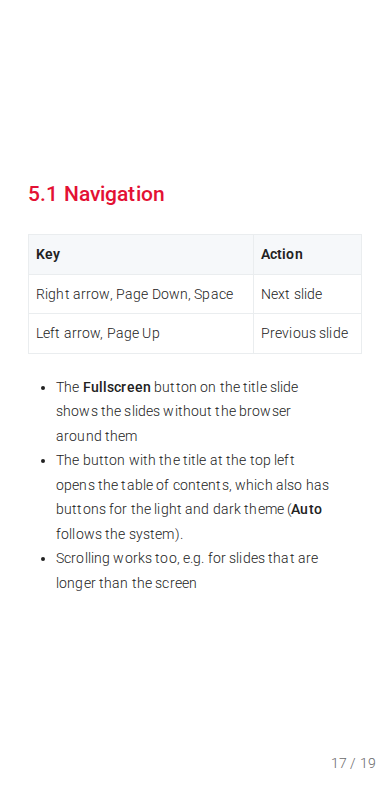 5.1 Navigation
Key Action
Right arrow, Page Down, Space Next slide
Left arrow, Page Up Previous slide
• The Fullscreen button on the title slide
shows the slides without the browser
around them
• The button with the title at the top left
opens the table of contents, which also has
buttons for the light and dark theme (Auto
follows the system).
• Scrolling works too, e.g. for slides that are
longer than the screen
17 / 19